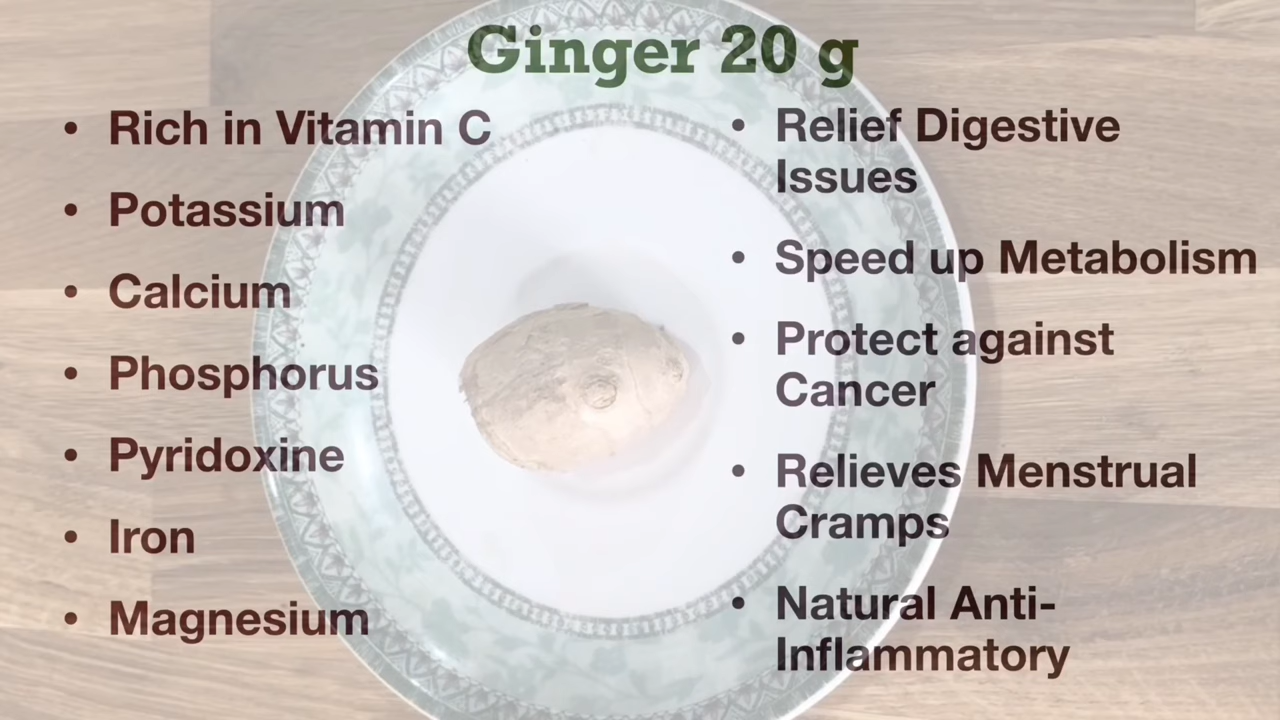 Ginger 20 g
• Rich in Vitamin C
• Potassium
• Calcium
• Phosphorus
• Pyridoxine
• Iron
• Magnesium
• Relief Digestive
Issues
• Speed up Metabolism
• Protect against
Cancer
• Relieves Menstrual
Cramps
• Natural Anti-
Inflammatory